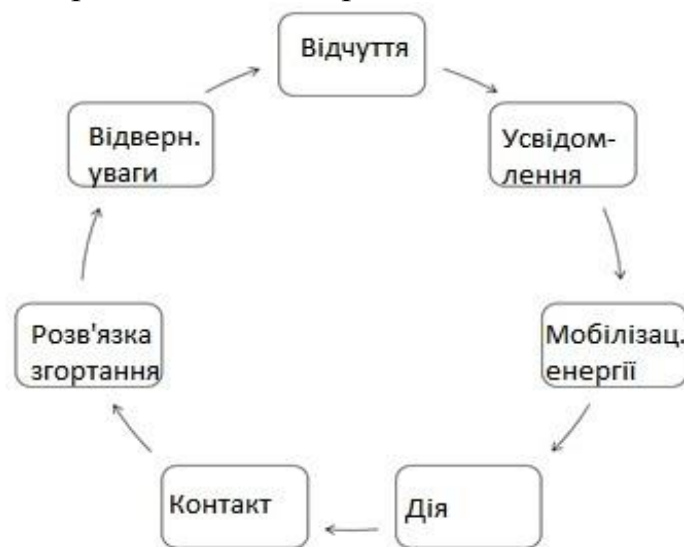 Відчуття
Усвідом-
лення
Мобілізац.
енергії
Дія
Контакт
Розв'язка
згортання
Відверн.
уваги